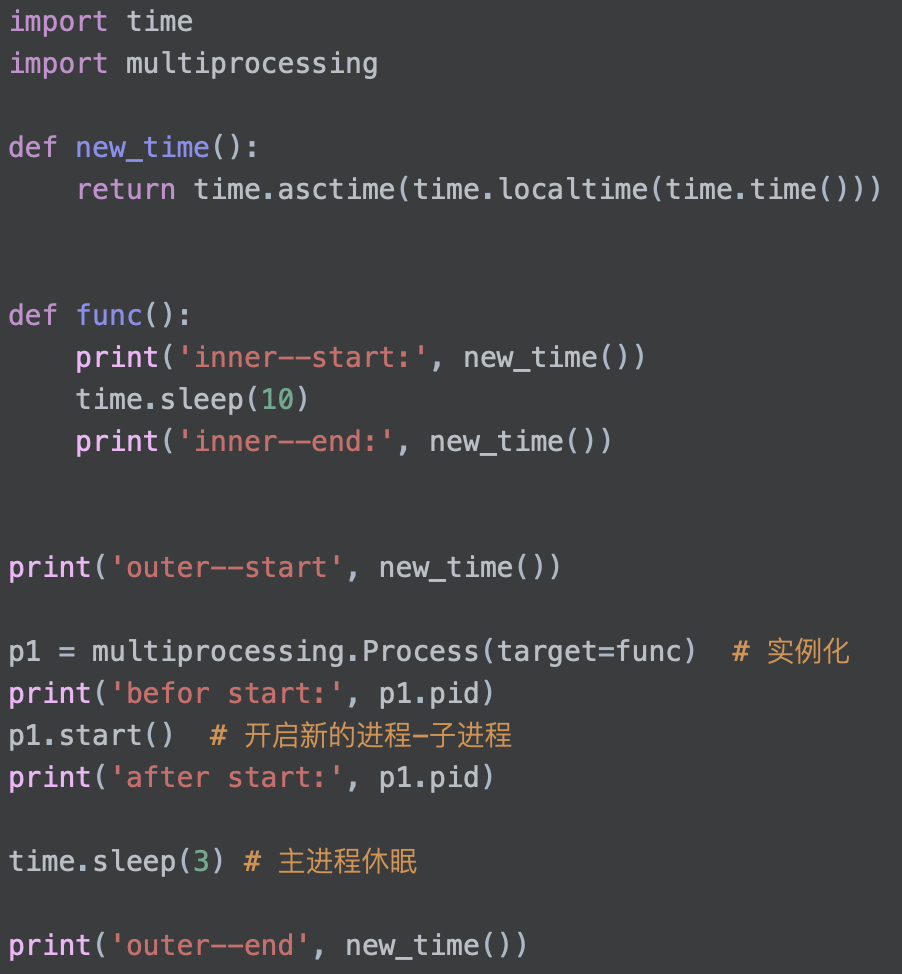 import time
import multiprocessing
def new_time():
    return time.asctime(time.localtime(time.time()))
def func():
    print('inner--start:', new_time())
    time.sleep(10)
    print('inner--end:', new_time())
print('outer--start', new_time())
p1 = multiprocessing.Process(target=func)  # 实例化
print('befor start:', p1.pid)
p1.start()  # 开启新的进程-子进程
print('after start:', p1.pid)
time.sleep(3) # 主进程休眠
print('outer--end', new_time())